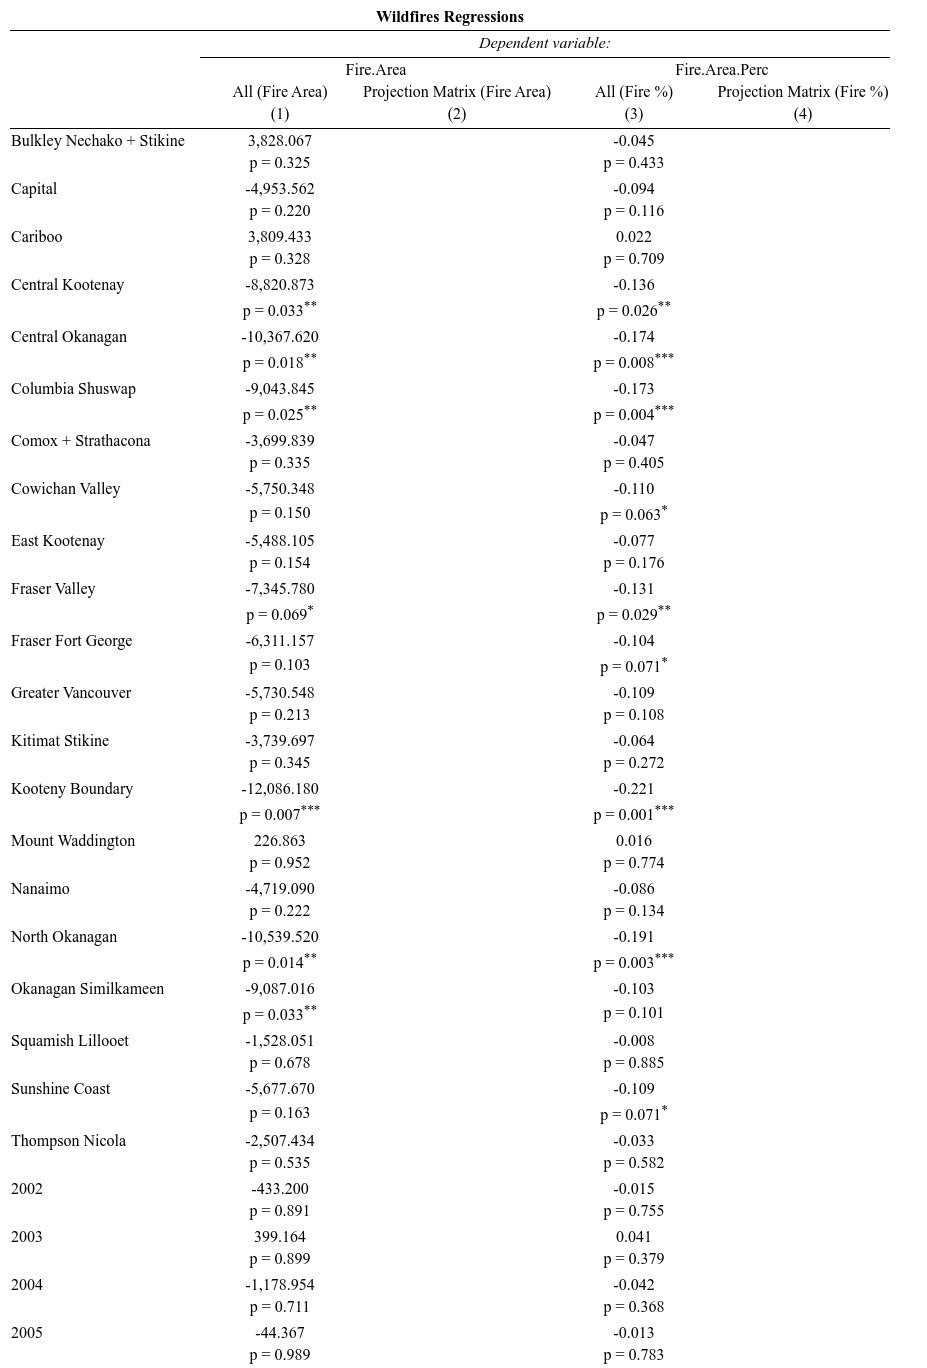 Wildfires Regressions
Dependent variable:
Fire.Area Fire.Area.Perc
All (Fire Area) Projection Matrix (Fire Area) All (Fire %) Projection Matrix (Fire %)
(1) (2) (3) (4)
Bulkley Nechako + Stikine 3,828.067 -0.045
p = 0.325 p = 0.433
Capital -4,953.562 -0.094
p = 0.220 p = 0.116
Cariboo 3,809.433 0.022
p = 0.328 p = 0.709
Central Kootenay -8,820.873 -0.136
p = 0.033** p = 0.026**
Central Okanagan -10,367.620 -0.174
p = 0.018** p = 0.008***
Columbia Shuswap -9,043.845 -0.173
p = 0.025** p = 0.004***
Comox + Strathacona -3,699.839 -0.047
p = 0.335 p = 0.405
Cowichan Valley -5,750.348 -0.110
p = 0.150 p = 0.063*
East Kootenay -5,488.105 -0.077
p = 0.154 p = 0.176
Fraser Valley -7,345.780 -0.131
p = 0.069* p = 0.029**
Fraser Fort George -6,311.157 -0.104
p = 0.103 p = 0.071*
Greater Vancouver -5,730.548 -0.109
p = 0.213 p = 0.108
Kitimat Stikine -3,739.697 -0.064
p = 0.345 p = 0.272
Kooteny Boundary -12,086.180 -0.221
p = 0.007*** p = 0.001***
Mount Waddington 226.863 0.016
p = 0.952 p = 0.774
Nanaimo -4,719.090 -0.086
p = 0.222 p = 0.134
North Okanagan -10,539.520 -0.191
p = 0.014** p = 0.003***
Okanagan Similkameen -9,087.016 -0.103
p = 0.033** p = 0.101
Squamish Lillooet -1,528.051 -0.008
p = 0.678 p = 0.885
Sunshine Coast -5,677.670 -0.109
p = 0.163 p = 0.071*
Thompson Nicola -2,507.434 -0.033
p = 0.535 p = 0.582
2002 -433.200 -0.015
p = 0.891 p = 0.755
2003 399.164 0.041
p = 0.899 p = 0.379
2004 -1,178.954 -0.042
p = 0.711 p = 0.368
2005 -44.367 -0.013
p = 0.989 p = 0.783